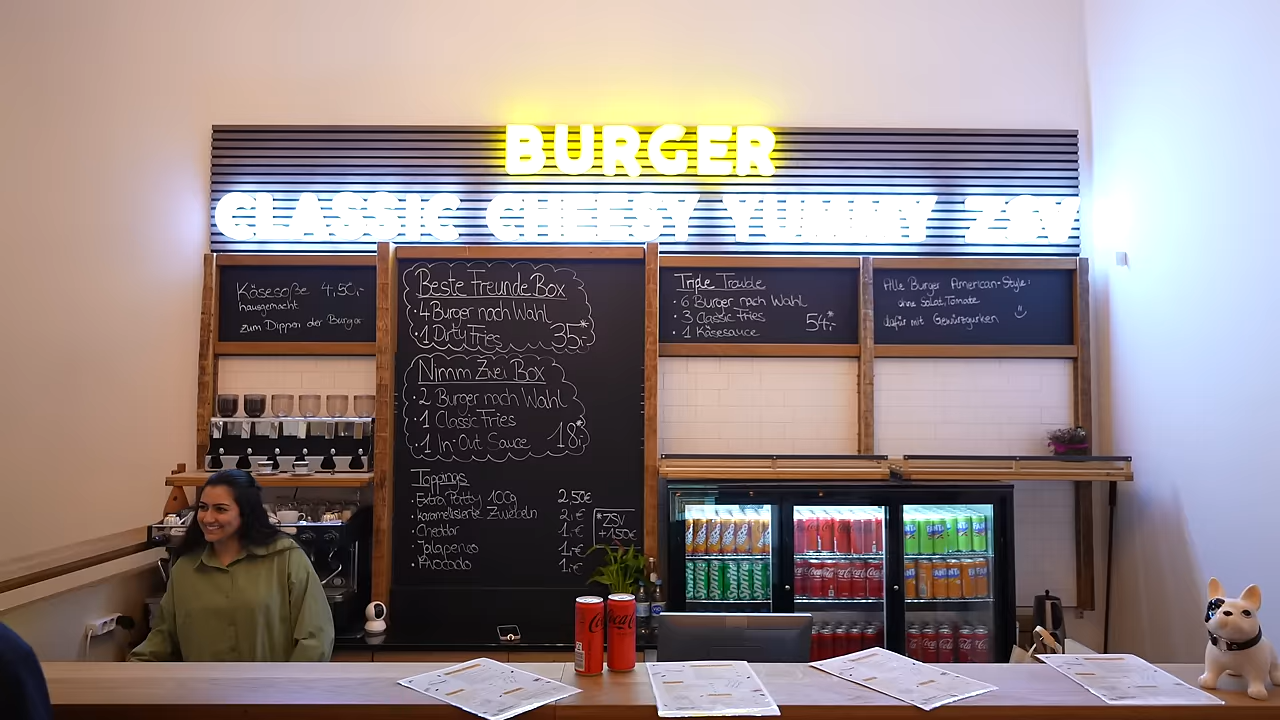 BURGER
CLASSIC CHEESY YUMMY ZSV
Käsesoße 4,50,-
hausgemacht
zum Dippen der Burger
Beste Freunde Box
· 4 Burger nach Wahl
· 1 Dirty Fries 35,*
Nimm Zwei Box
· 2 Burger nach Wahl
· 1 Classic Fries
· 1 In-Out Sauce 18,*
Toppings
· Extra Patty 100g 2,50€
· karamellisierte Zwiebeln 2,-€
· Cheddar 1,-€
· Jalapenos 1,-€
· Avocado 1,-€
*ZSV
+1,50€
Triple Trouble
· 6 Burger nach Wahl
· 3 Classic Fries
· 1 Käsesauce 54,-*
Alle Burger American-Style:
ohne Salat, Tomate
dafür mit Gewürzgurken
Sprite
Coca-Cola
FANTA
FANTA
Coca-Cola